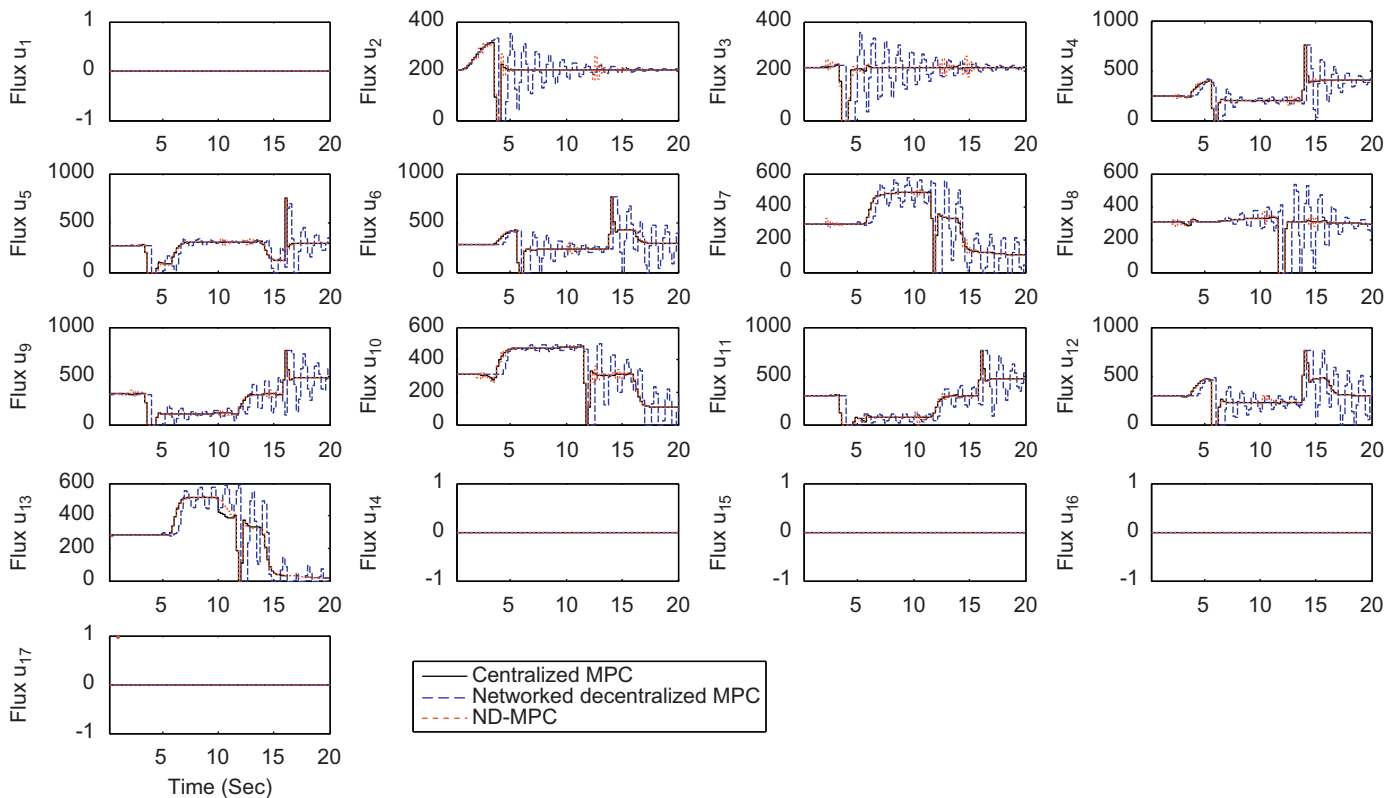 1
0
-1
Flux u1
5 10 15 20
400
200
0
Flux u2
5 10 15 20
400
200
0
Flux u3
5 10 15 20
1000
500
0
Flux u4
5 10 15 20
1000
500
0
Flux u5
5 10 15 20
1000
500
0
Flux u6
5 10 15 20
600
400
200
0
Flux u7
5 10 15 20
600
400
200
0
Flux u8
5 10 15 20
1000
500
0
Flux u9
5 10 15 20
600
400
200
0
Flux u10
5 10 15 20
1000
500
0
Flux u11
5 10 15 20
1000
500
0
Flux u12
5 10 15 20
600
400
200
0
Flux u13
5 10 15 20
1
0
-1
Flux u14
5 10 15 20
1
0
-1
Flux u15
5 10 15 20
1
0
-1
Flux u16
5 10 15 20
1
0
-1
Flux u17
5 10 15 20
Time (Sec)
Centralized MPC
Networked decentralized MPC
ND-MPC